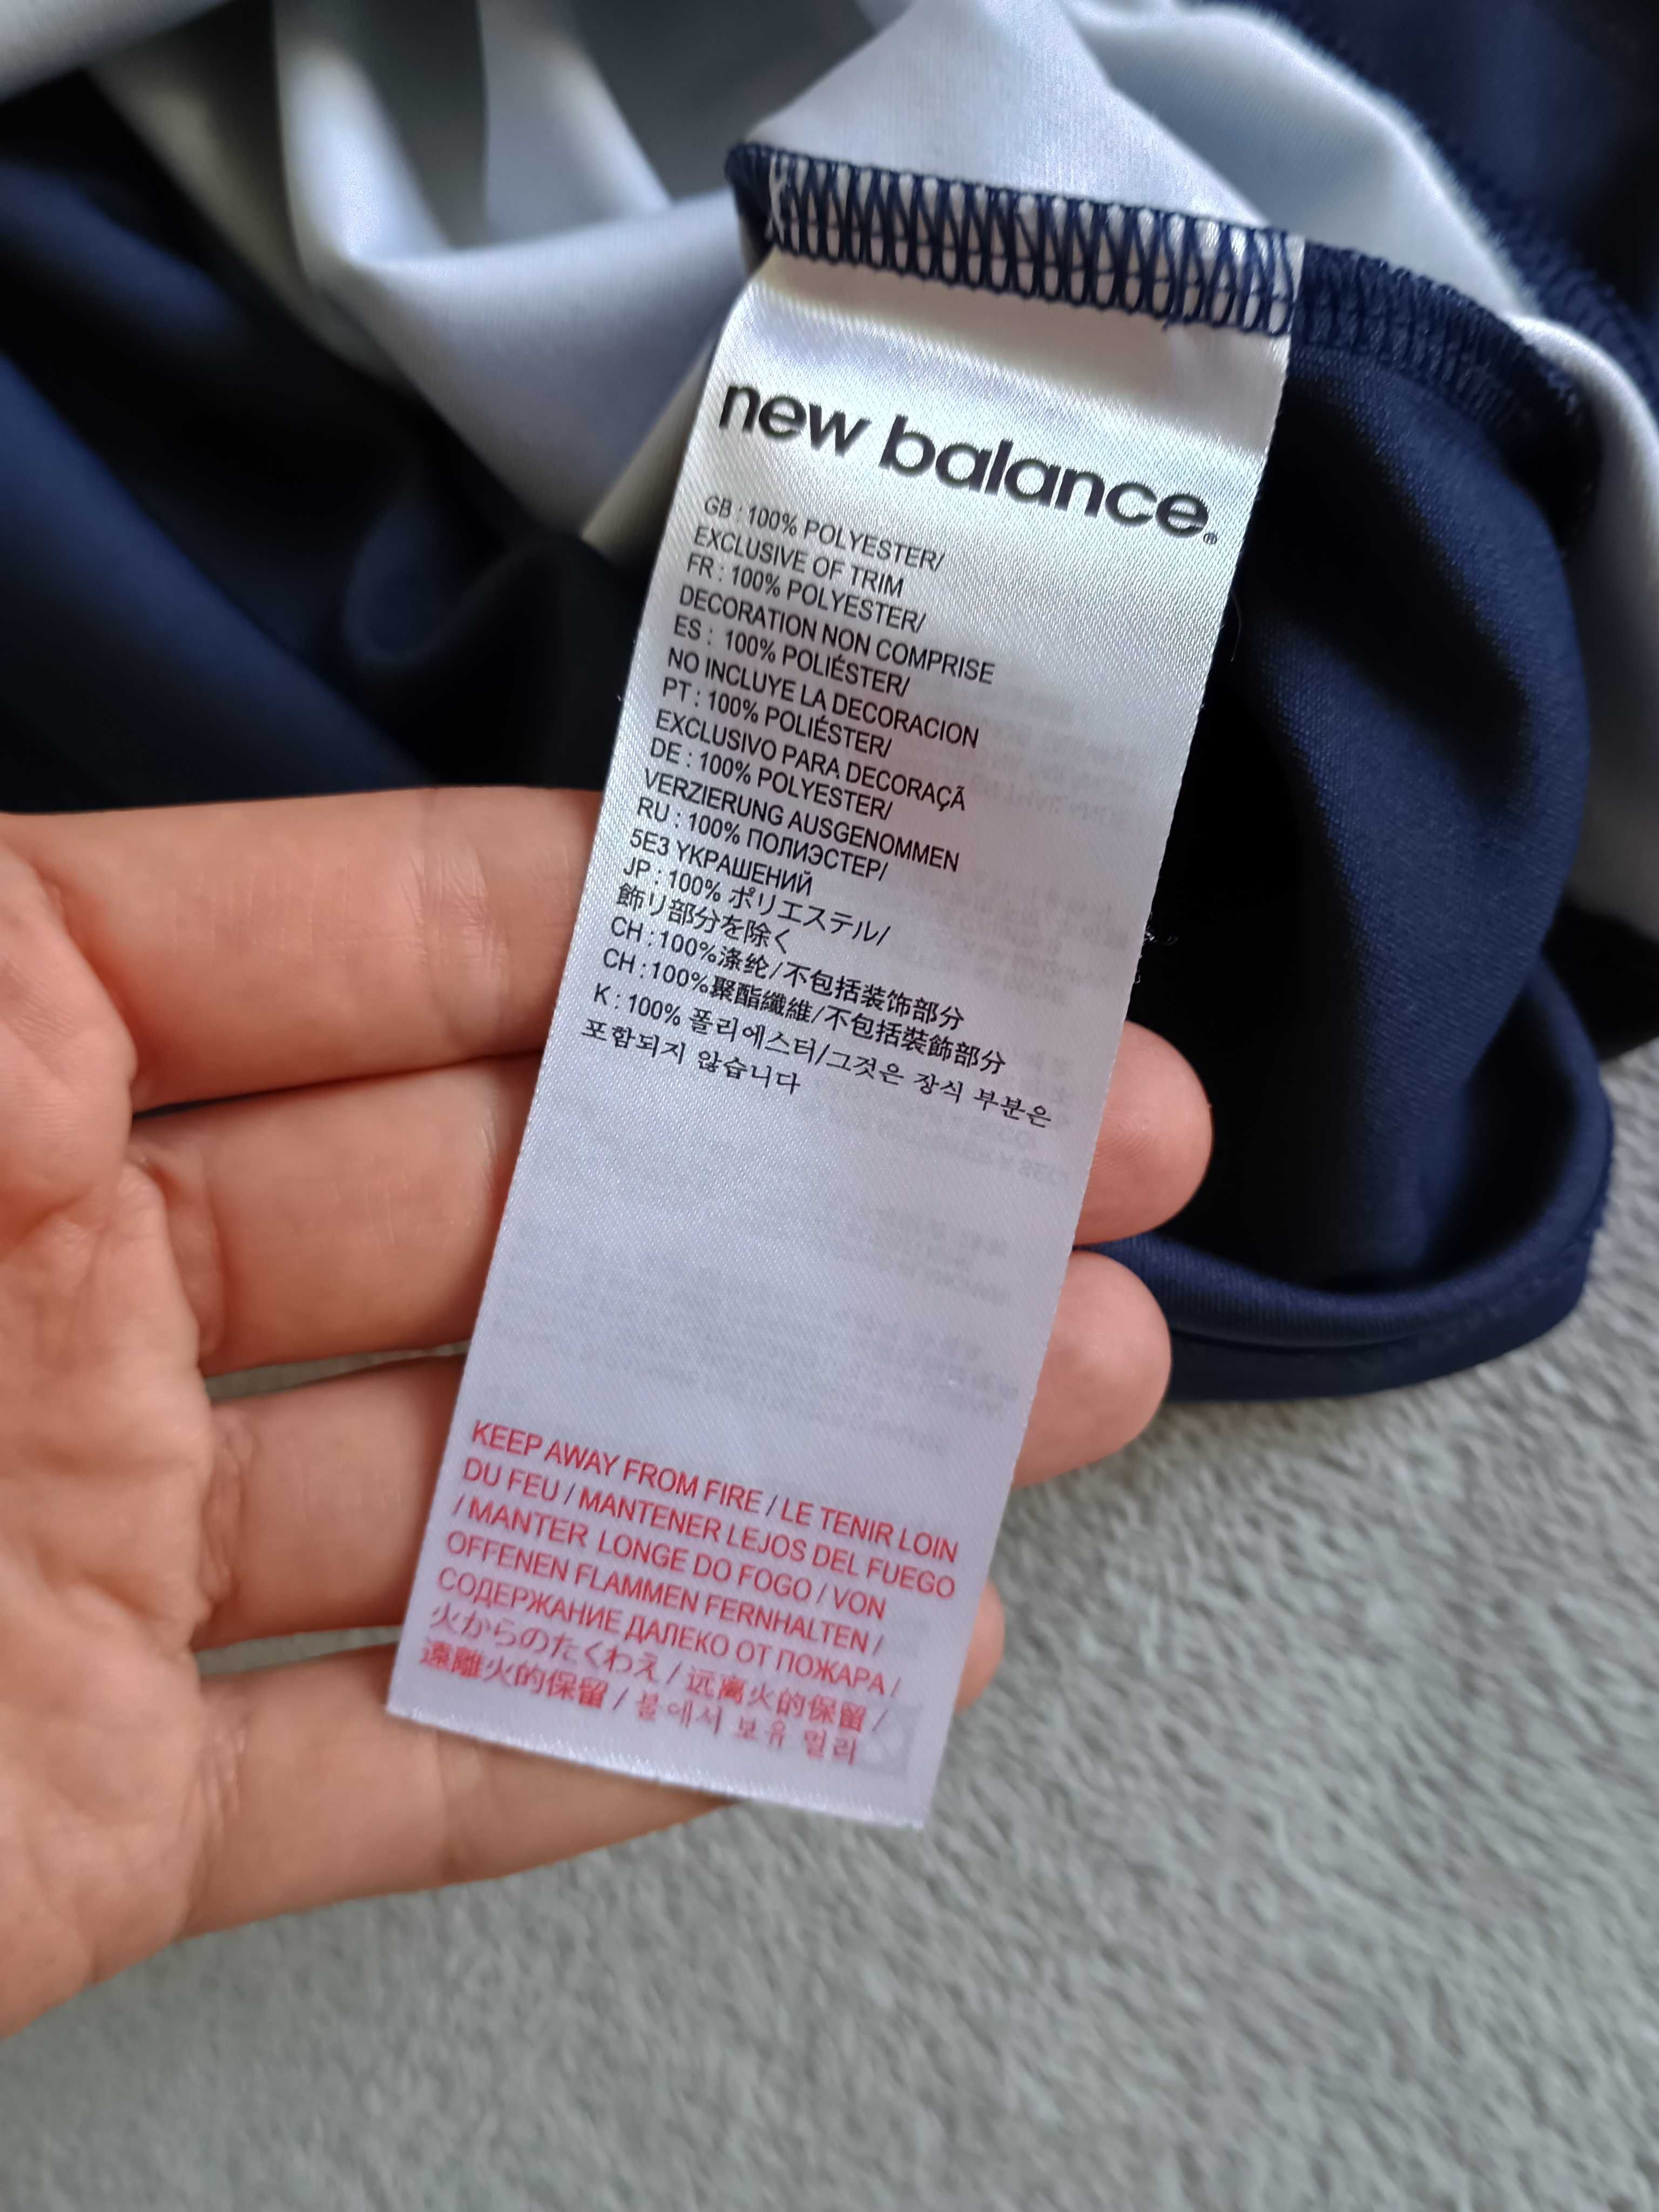 new balance®
GB : 100% POLYESTER/
EXCLUSIVE OF TRIM
FR : 100% POLYESTER/
DECORATION NON COMPRISE
ES : 100% POLIÉSTER/
NO INCLUYE LA DECORACION
PT : 100% POLIÉSTER/
EXCLUSIVO PARA DECORAÇÃ
DE : 100% POLYESTER/
VERZIERUNG AUSGENOMMEN
RU : 100% ПОЛИЭСТЕР/
5E3 YKPAШЕНИЙ
JP : 100% ポリエステル/
飾り部分を除く
CH : 100%涤纶/不包括装饰部分
CH : 100%聚酯纖維/不包括裝飾部分
K : 100% 폴리에스터/그것은 장식 부분은
포함되지 않습니다
KEEP AWAY FROM FIRE / LE TENIR LOIN
DU FEU / MANTENER LEJOS DEL FUEGO
/ MANTER LONGE DO FOGO / VON
OFFENEN FLAMMEN FERNHALTEN /
СОДЕРЖАНИЕ ДАЛЕКО ОТ ПОЖАРА /
火からのたくわえ / 远离火的保留 /
遠離火的保留 / 불에서 보유 멀리